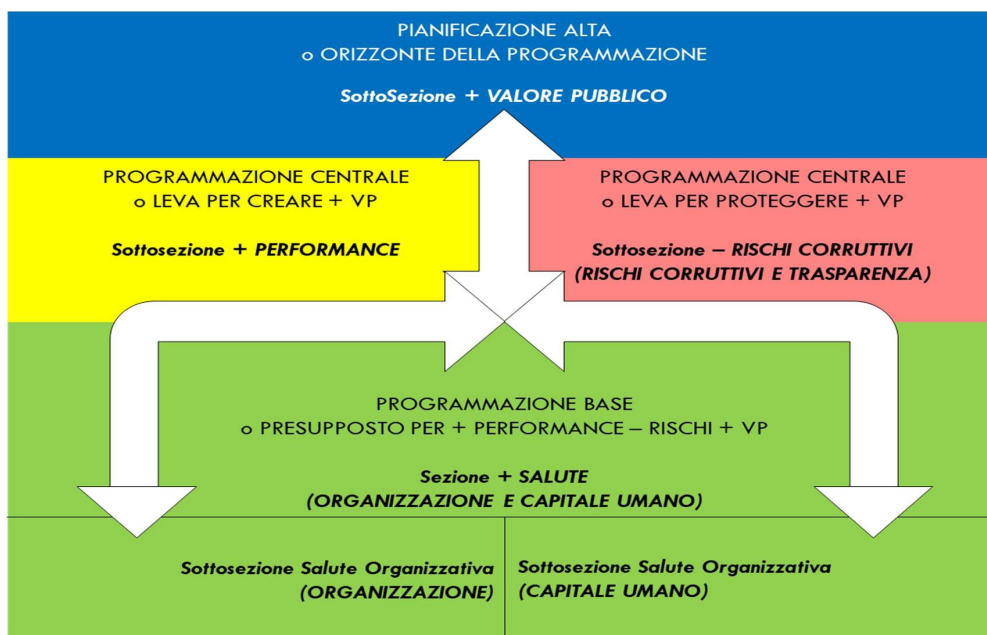 PIANIFICAZIONE ALTA
o ORIZZONTE DELLA PROGRAMMAZIONE
SottoSezione + VALORE PUBBLICO
PROGRAMMAZIONE CENTRALE
o LEVA PER CREARE + VP
Sottosezione + PERFORMANCE
PROGRAMMAZIONE CENTRALE
o LEVA PER PROTEGGERE + VP
Sottosezione – RISCHI CORRUTTIVI
(RISCHI CORRUTTIVI E TRASPARENZA)
PROGRAMMAZIONE BASE
o PRESUPPOSTO PER + PERFORMANCE – RISCHI + VP
Sezione + SALUTE
(ORGANIZZAZIONE E CAPITALE UMANO)
Sottosezione Salute Organizzativa
(ORGANIZZAZIONE)
Sottosezione Salute Organizzativa
(CAPITALE UMANO)